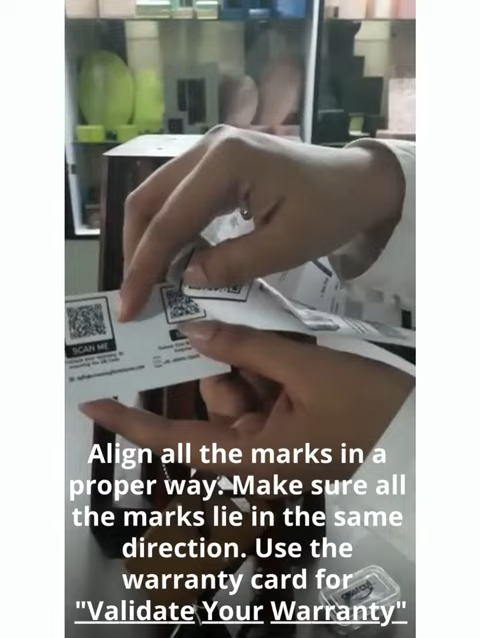 SCAN ME
Align all the marks in a
proper way. Make sure all
the marks lie in the same
direction. Use the
warranty card for
"Validate Your Warranty"